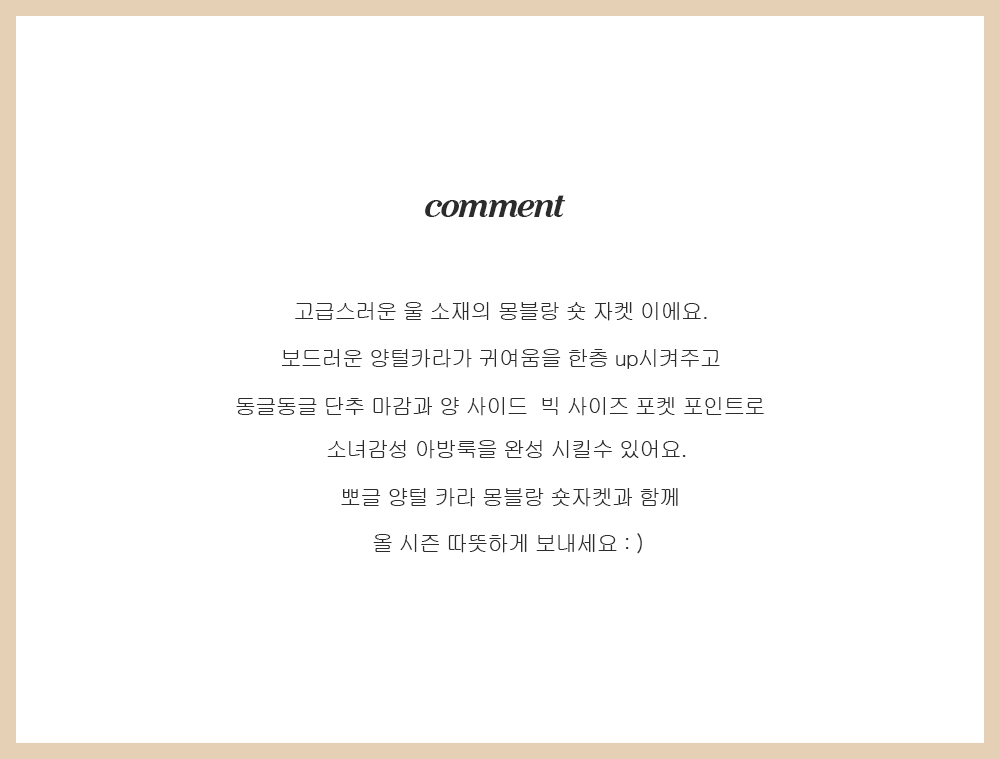 comment
고급스러운 울 소재의 몽블랑 숏 자켓 이에요.
보드러운 양털카라가 귀여움을 한층 up시켜주고
동글동글 단추 마감과 양 사이드  빅 사이즈 포켓 포인트로
소녀감성 아방룩을 완성 시킬수 있어요.
뽀글 양털 카라 몽블랑 숏자켓과 함께
올 시즌 따뜻하게 보내세요 : )